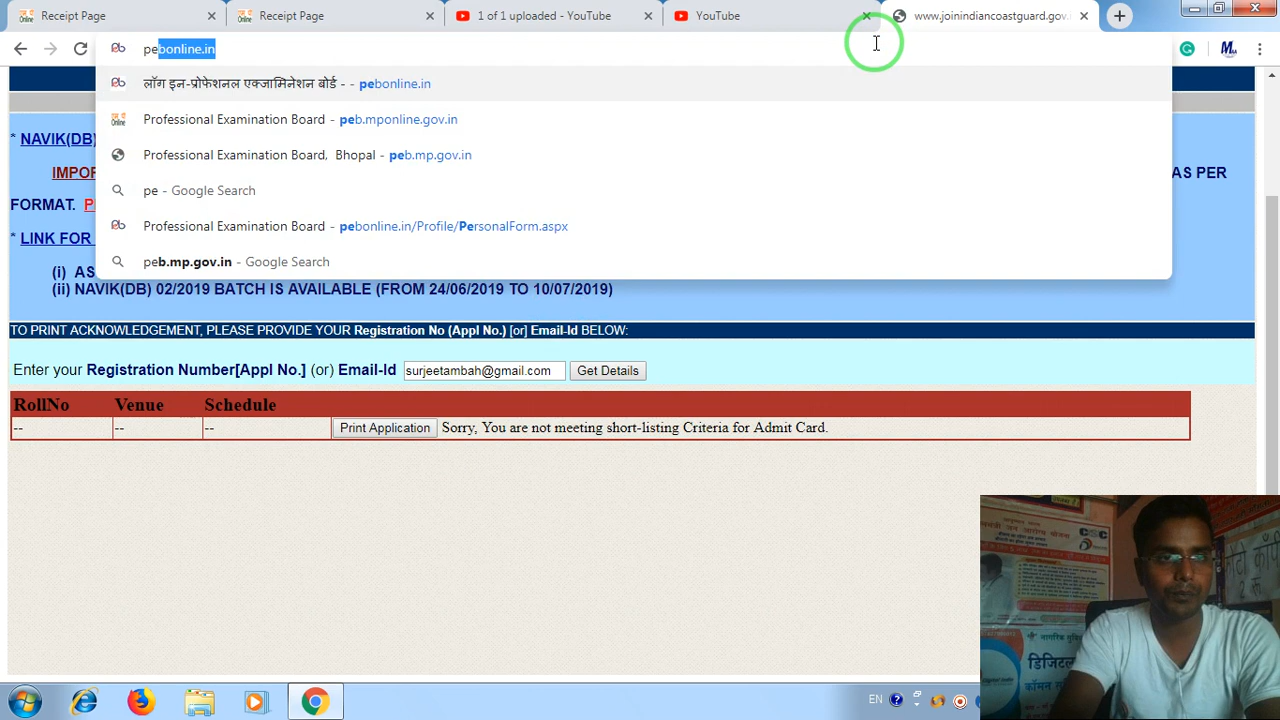 Receipt Page
Receipt Page
1 of 1 uploaded - YouTube
YouTube
www.joinindiancoastguard.gov.
pebonline.in
लॉग इन-प्रोफेशनल एक्जामिनेशन बोर्ड - - pebonline.in
Professional Examination Board - peb.mponline.gov.in
Professional Examination Board, Bhopal - peb.mp.gov.in
pe - Google Search
Professional Examination Board - pebonline.in/Profile/PersonalForm.aspx
peb.mp.gov.in - Google Search
* NAVIK(DB)
IMPOR
AS PER
FORMAT. P
* LINK FOR
(i) AS
(ii) NAVIK(DB) 02/2019 BATCH IS AVAILABLE (FROM 24/06/2019 TO 10/07/2019)
TO PRINT ACKNOWLEDGEMENT, PLEASE PROVIDE YOUR Registration No (Appl No.) [or] Email-Id BELOW:
Enter your Registration Number[Appl No.] (or) Email-Id surjeetambah@gmail.com Get Details
RollNo Venue Schedule
-- -- -- Print Application Sorry, You are not meeting short-listing Criteria for Admit Card.
CSC
डिजिटल
EN